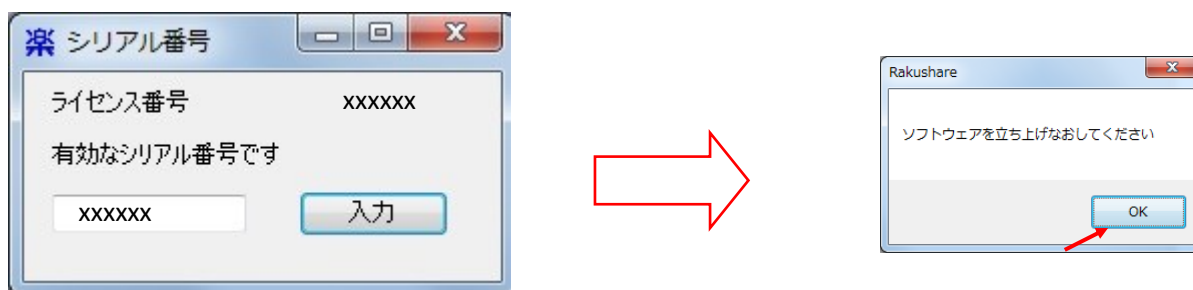 楽 シリアル番号
ライセンス番号 xxxxxx
有効なシリアル番号です
xxxxxx 入力
Rakushare
ソフトウェアを立ち上げなおしてください
OK